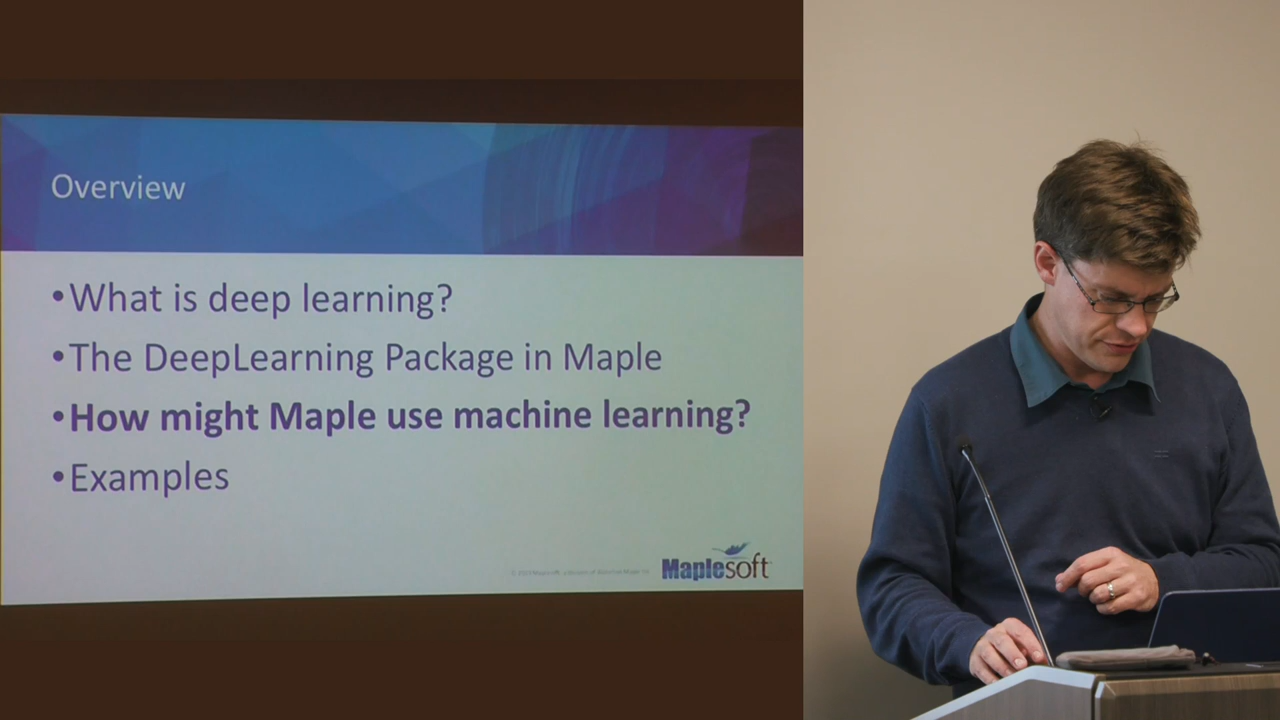 Overview
•What is deep learning?
•The DeepLearning Package in Maple
•How might Maple use machine learning?
•Examples
Maplesoft